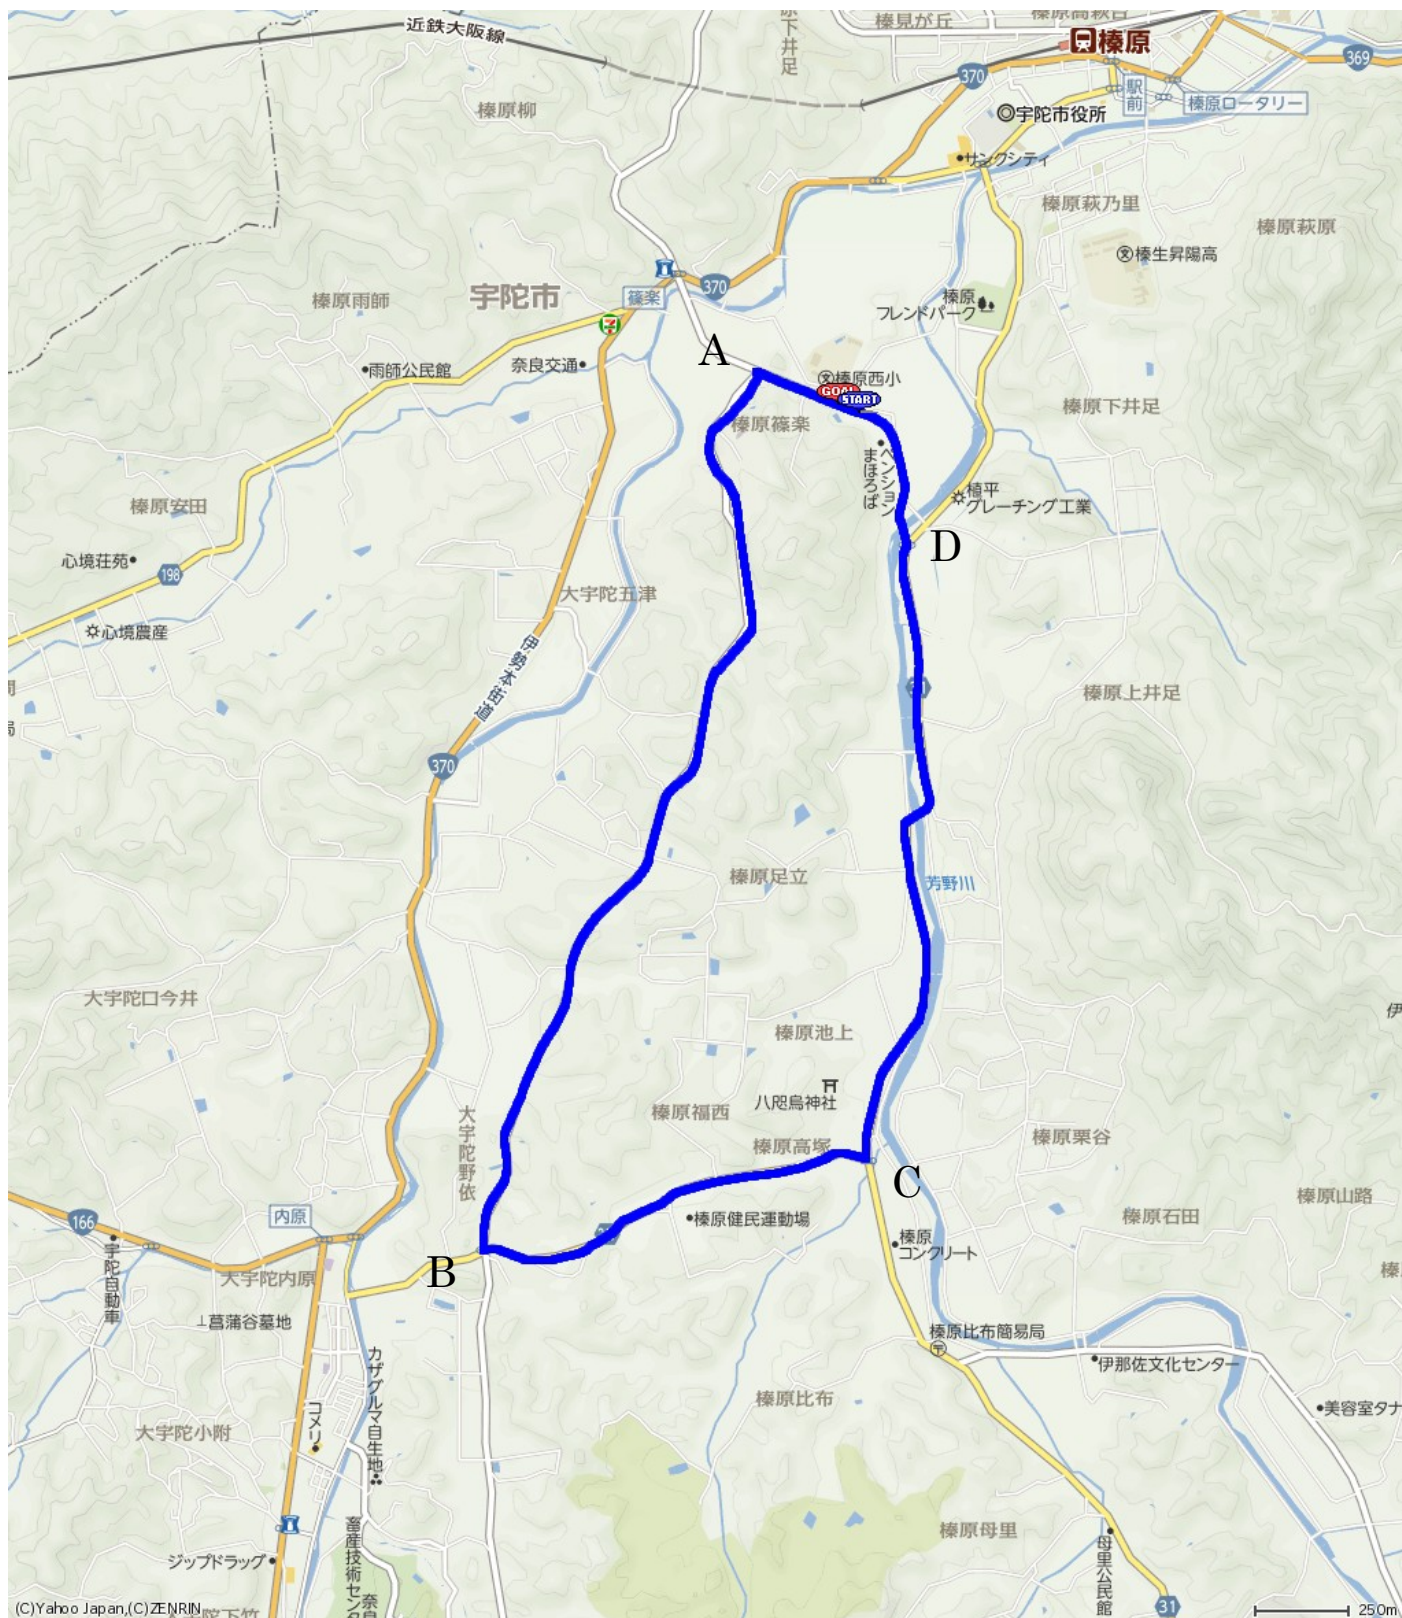 近鉄大阪線
榛見が丘
榛原
369
370
下井足
駅前
榛原ロータリー
榛原柳
宇陀市役所
サンクシティ
榛原萩乃里
榛原萩原
榛生昇陽高
榛原雨師
宇陀市
篠楽
370
榛原
フレンドパーク
A
雨師公民館
奈良交通
榛原西小
GOAL
START
榛原下井足
榛原篠楽
ペンション
まほろば
榛原安田
植平
グレーチング工業
D
心境荘苑
198
大宇陀五津
心境農産
伊勢本街道
榛原上井足
370
榛原足立
芳野川
大宇陀口今井
榛原池上
八咫烏神社
榛原福西
大宇陀野依
榛原高塚
榛原栗谷
C
榛原山路
166
内原
榛原健民運動場
榛原石田
宇陀自動車
榛原
コンクリート
B
大宇陀内原
菖蒲谷墓地
榛原比布簡易局
カザグルマ自生地
伊那佐文化センター
榛原比布
コメリ
大宇陀小附
美容室タナ
畜産技術セン
榛原母里
母里公民館
ジップドラッグ
31
(C)Yahoo Japan,(C)ZENRIN
250m